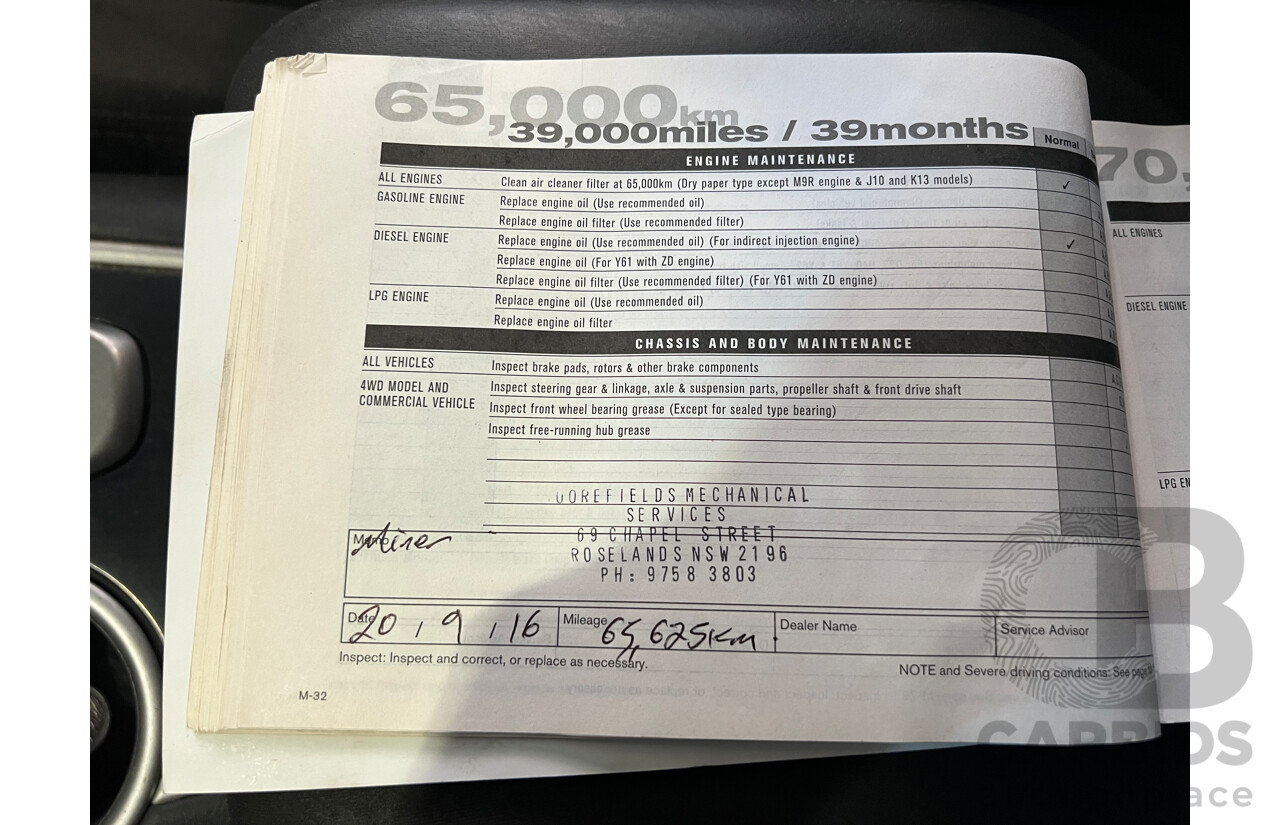 65,000km
39,000miles / 39months
Normal
ENGINE MAINTENANCE
ALL ENGINES Clean air cleaner filter at 65,000km (Dry paper type except M9R engine & J10 and K13 models) ✓
GASOLINE ENGINE Replace engine oil (Use recommended oil)
Replace engine oil filter (Use recommended filter)
DIESEL ENGINE Replace engine oil (Use recommended oil) (For indirect injection engine) ✓
Replace engine oil (For Y61 with ZD engine)
Replace engine oil filter (Use recommended filter) (For Y61 with ZD engine)
LPG ENGINE Replace engine oil (Use recommended oil)
Replace engine oil filter
CHASSIS AND BODY MAINTENANCE
ALL VEHICLES Inspect brake pads, rotors & other brake components
4WD MODEL AND Inspect steering gear & linkage, axle & suspension parts, propeller shaft & front drive shaft
COMMERCIAL VEHICLE Inspect front wheel bearing grease (Except for sealed type bearing)
Inspect free-running hub grease
MECHANICAL
SERVICES
69 CHAPEL STREET
ROSELANDS NSW 2196
PH: 9758 3803
Memo
Date 20, 9, 16 Mileage 65,625km Dealer Name Service Advisor
Inspect: Inspect and correct, or replace as necessary.
NOTE and Severe driving conditions: See page
M-32
70,
ALL ENGINES
DIESEL ENGINE
LPG EN
CB